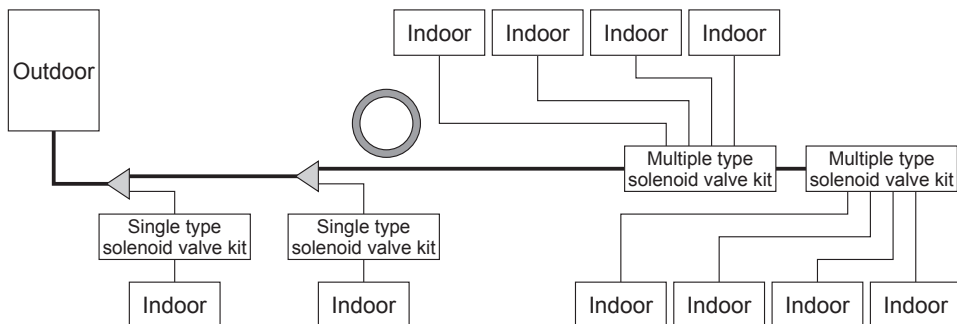 Indoor
Indoor
Indoor
Indoor
Outdoor
Multiple type
solenoid valve kit
Multiple type
solenoid valve kit
Single type
solenoid valve kit
Single type
solenoid valve kit
Indoor
Indoor
Indoor
Indoor
Indoor
Indoor